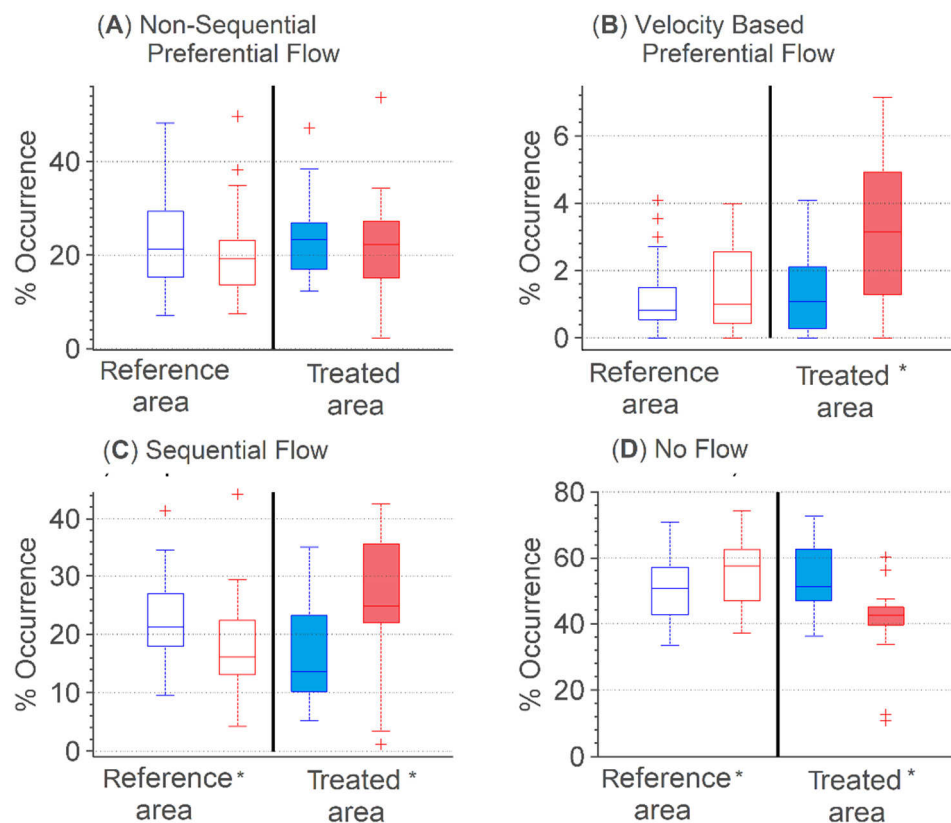 (A) Non-Sequential
Preferential Flow
% Occurrence
40
20
0
Reference
area
Treated
area
(B) Velocity Based
Preferential Flow
% Occurrence
6
4
2
0
Reference
area
Treated *
area
(C) Sequential Flow
% Occurrence
40
30
20
10
0
Reference *
area
Treated *
area
(D) No Flow
% Occurrence
80
60
40
20
0
Reference *
area
Treated *
area